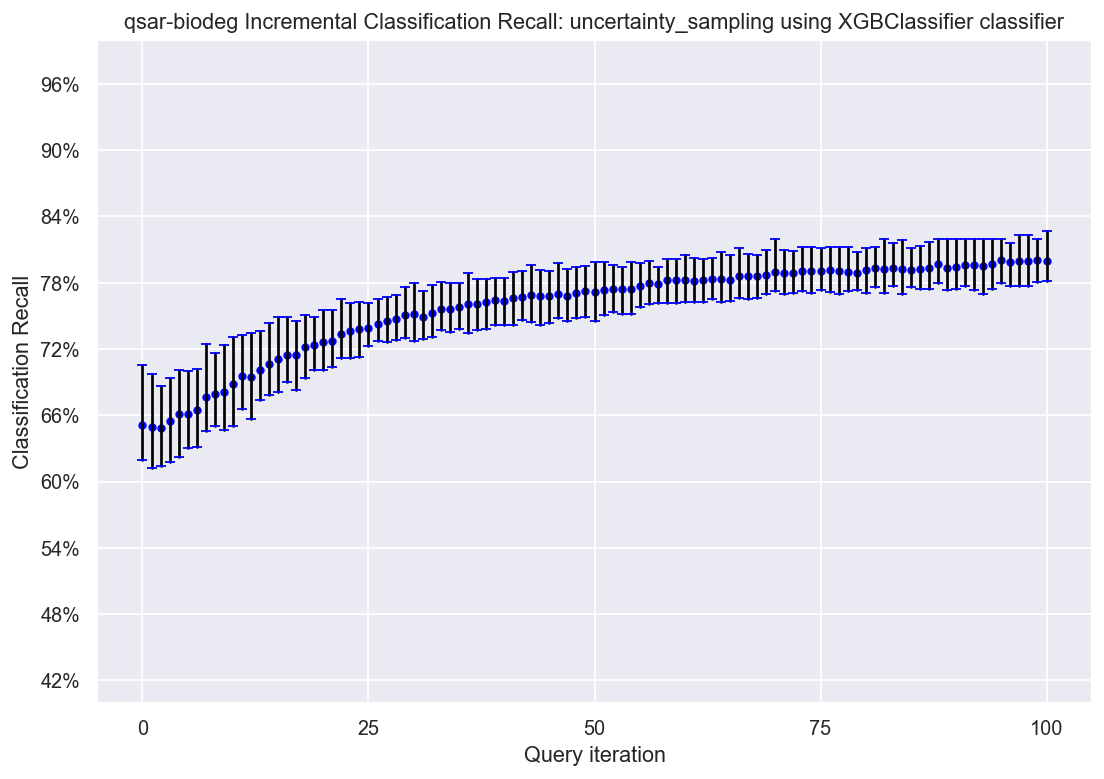 qsar-biodeg Incremental Classification Recall: uncertainty_sampling using XGBClassifier classifier
96%
90%
84%
78%
72%
66%
60%
54%
48%
42%
Classification Recall
0 25 50 75 100
Query iteration